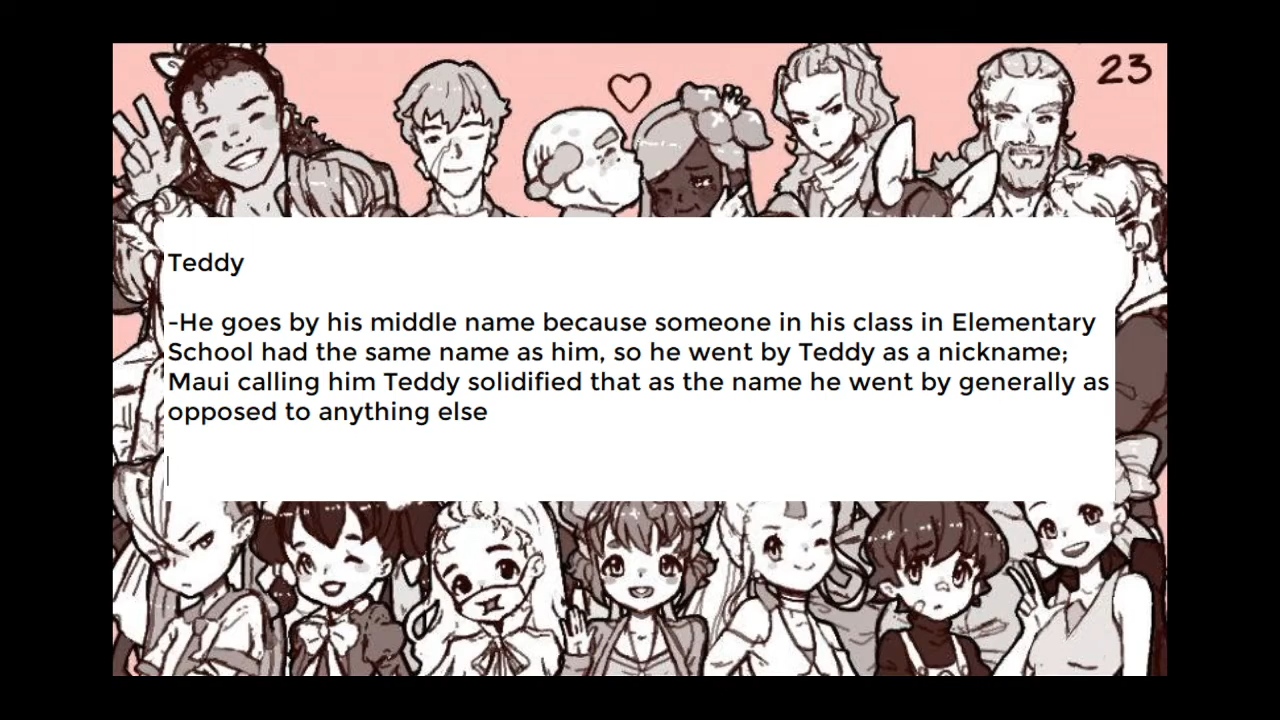 23
Teddy
-He goes by his middle name because someone in his class in Elementary
School had the same name as him, so he went by Teddy as a nickname;
Maui calling him Teddy solidified that as the name he went by generally as
opposed to anything else